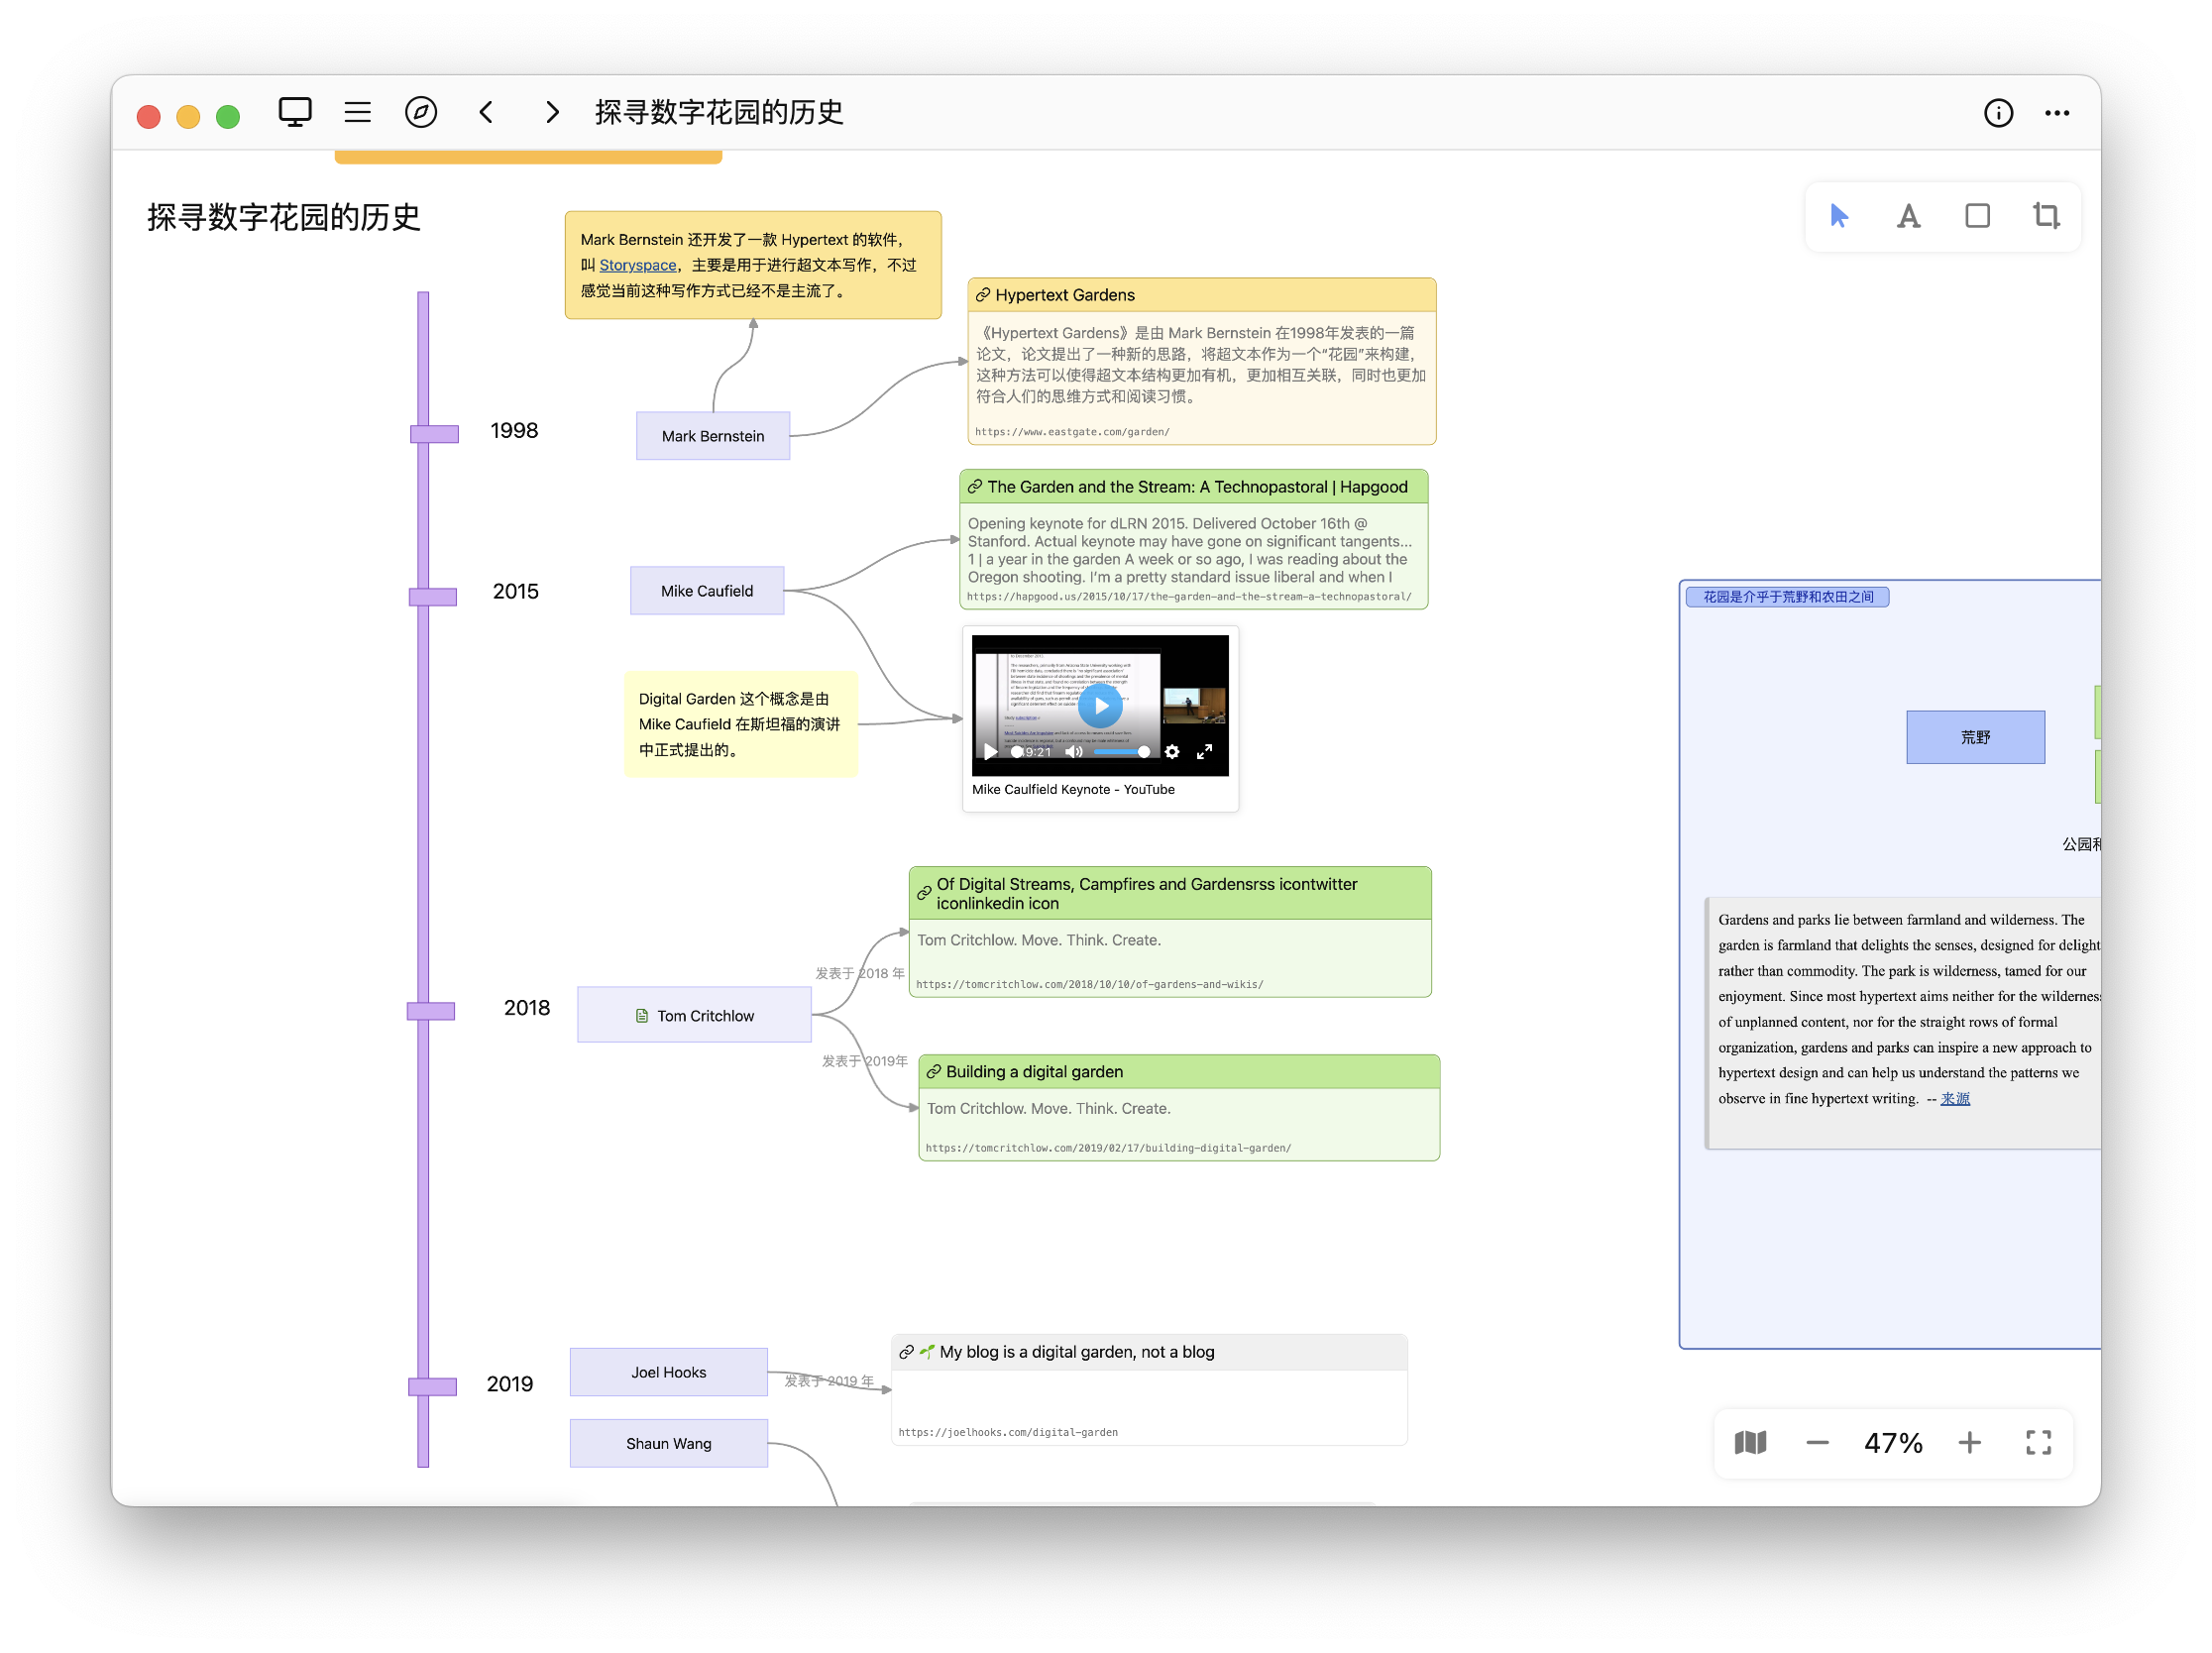 探寻数字花园的历史
探寻数字花园的历史
Mark Bernstein 还开发了一款 Hypertext 的软件，
叫 Storyspace，主要是用于进行超文本写作，不过
感觉当前这种写作方式已经不是主流了。
Hypertext Gardens
《Hypertext Gardens》是由 Mark Bernstein 在1998年发表的一篇
论文，论文提出了一种新的思路，将超文本作为一个“花园”来构建，
这种方法可以使得超文本结构更加有机，更加相互关联，同时也更加
符合人们的思维方式和阅读习惯。
https://www.eastgate.com/garden/
1998
Mark Bernstein
The Garden and the Stream: A Technopastoral | Hapgood
Opening keynote for dLRN 2015. Delivered October 16th @
Stanford. Actual keynote may have gone on significant tangents...
1 | a year in the garden A week or so ago, I was reading about the
Oregon shooting. I’m a pretty standard issue liberal and when I
https://hapgood.us/2015/10/17/the-garden-and-the-stream-a-technopastoral/
2015
Mike Caufield
Digital Garden 这个概念是由
Mike Caufield 在斯坦福的演讲
中正式提出的。
9:21
Mike Caulfield Keynote - YouTube
Of Digital Streams, Campfires and Gardensrss icontwitter
iconlinkedin icon
Tom Critchlow. Move. Think. Create.
https://tomcritchlow.com/2018/10/10/of-gardens-and-wikis/
发表于 2018 年
2018
Tom Critchlow
发表于 2019年
Building a digital garden
Tom Critchlow. Move. Think. Create.
https://tomcritchlow.com/2019/02/17/building-digital-garden/
2019
Joel Hooks
发表于 2019 年
My blog is a digital garden, not a blog
https://joelhooks.com/digital-garden
Shaun Wang
花园是介乎于荒野和农田之间
荒野
公园和
Gardens and parks lie between farmland and wilderness. The
garden is farmland that delights the senses, designed for delight
rather than commodity. The park is wilderness, tamed for our
enjoyment. Since most hypertext aims neither for the wilderness
of unplanned content, nor for the straight rows of formal
organization, gardens and parks can inspire a new approach to
hypertext design and can help us understand the patterns we
observe in fine hypertext writing. -- 来源
47%